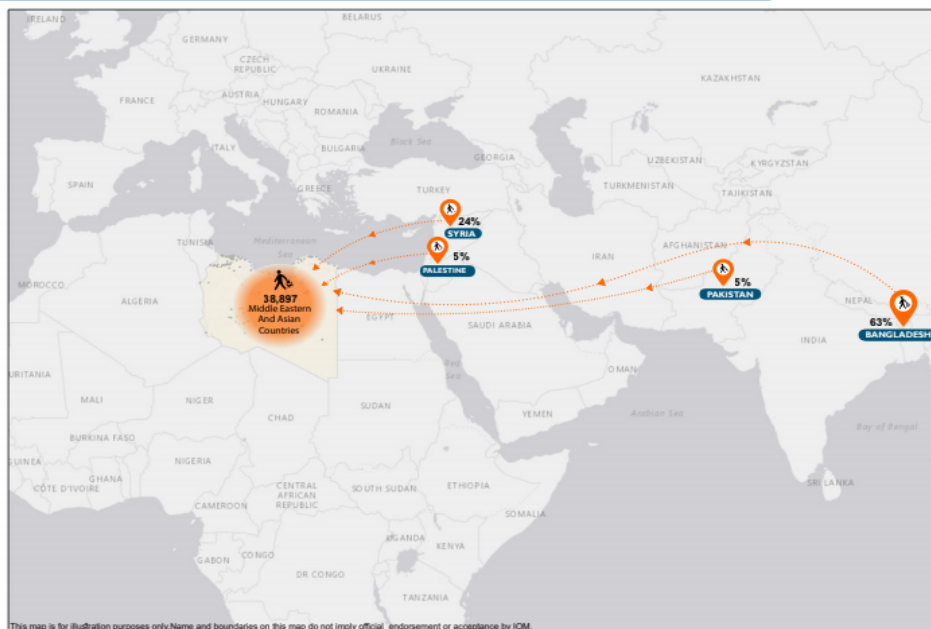 IRELAND
BELARUS
GERMANY
CZECH
REPUBLIC
UKRAINE
KAZAKHSTAN
FRANCE
AUSTRIA
HUNGARY
ROMANIA
ITALY
BULGARIA
Black Sea
GEORGIA
UZBEKISTAN
KYRGYZSTAN
SPAIN
GREECE
TURKEY
TURKMENISTAN
TAJIKISTAN
24%
SYRIA
TUNISIA
Mediterranean
Sea
5%
PALESTINE
IRAN
AFGHANISTAN
MOROCCO
ALGERIA
38,897
Middle Eastern
And Asian
Countries
EGYPT
SAUDI ARABIA
5%
PAKISTAN
NEPAL
63%
BANGLADESH
INDIA
Red
Sea
OMAN
URITANIA
MALI
NIGER
CHAD
SUDAN
YEMEN
Arabian Sea
Bay of Bengal
BURKINA FASO
GUINEA
NIGERIA
GHANA
CÔTE D'IVOIRE
CENTRAL
AFRICAN
REPUBLIC
SOUTH SUDAN
ETHIOPIA
SRI LANKA
CAMEROON
SOMALIA
UGANDA
KENYA
GABON
CONGO
DR CONGO
TANZANIA
This map is for illustration purposes only.Name and boundaries on this map do not imply official endorsement or acceptance by IOM.